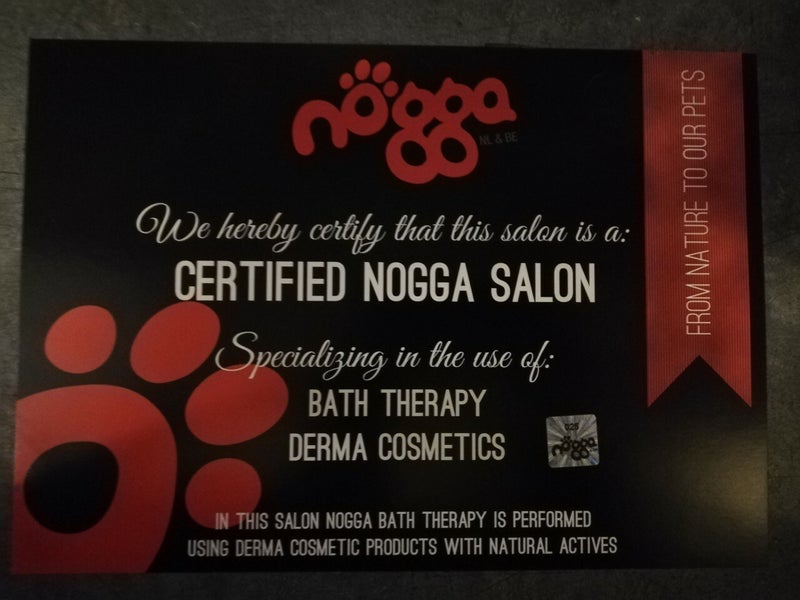 nogga
NL & BE
We hereby certify that this salon is a:
CERTIFIED NOGGA SALON
Specializing in the use of:
BATH THERAPY
DERMA COSMETICS
025
nogga
IN THIS SALON NOGGA BATH THERAPY IS PERFORMED
USING DERMA COSMETIC PRODUCTS WITH NATURAL ACTIVES
FROM NATURE TO OUR PETS